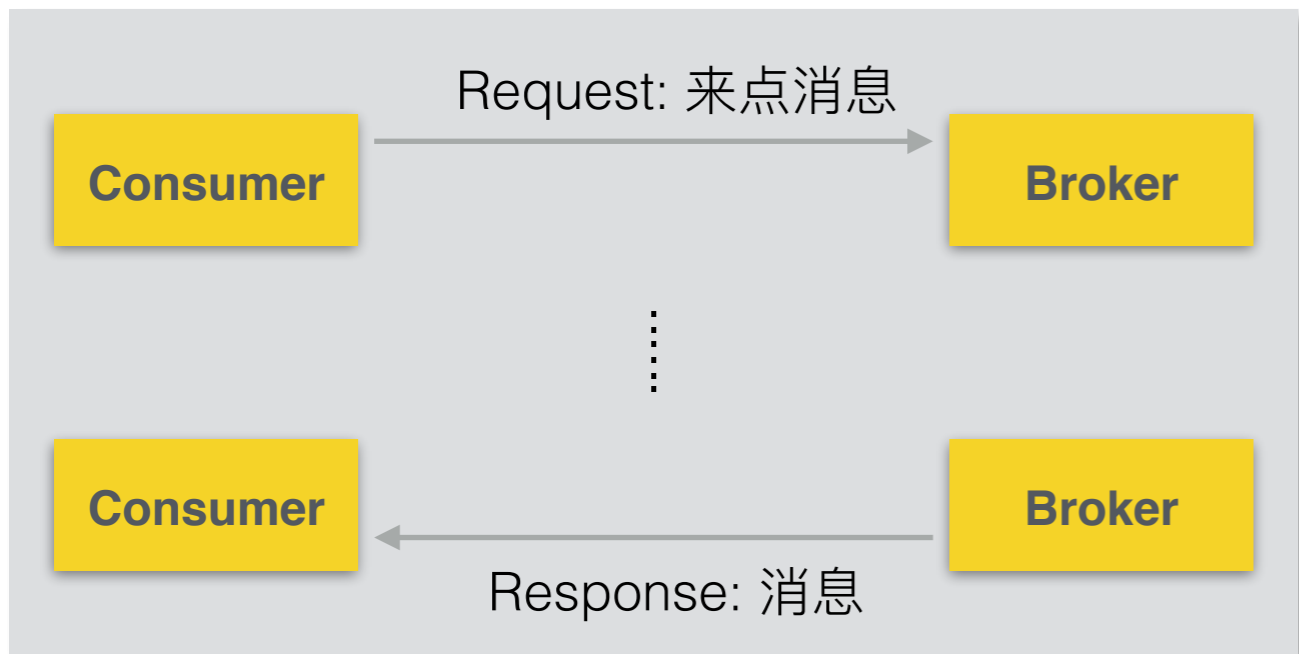 Request: 来点消息
Consumer
Broker
Consumer
Broker
Response: 消息